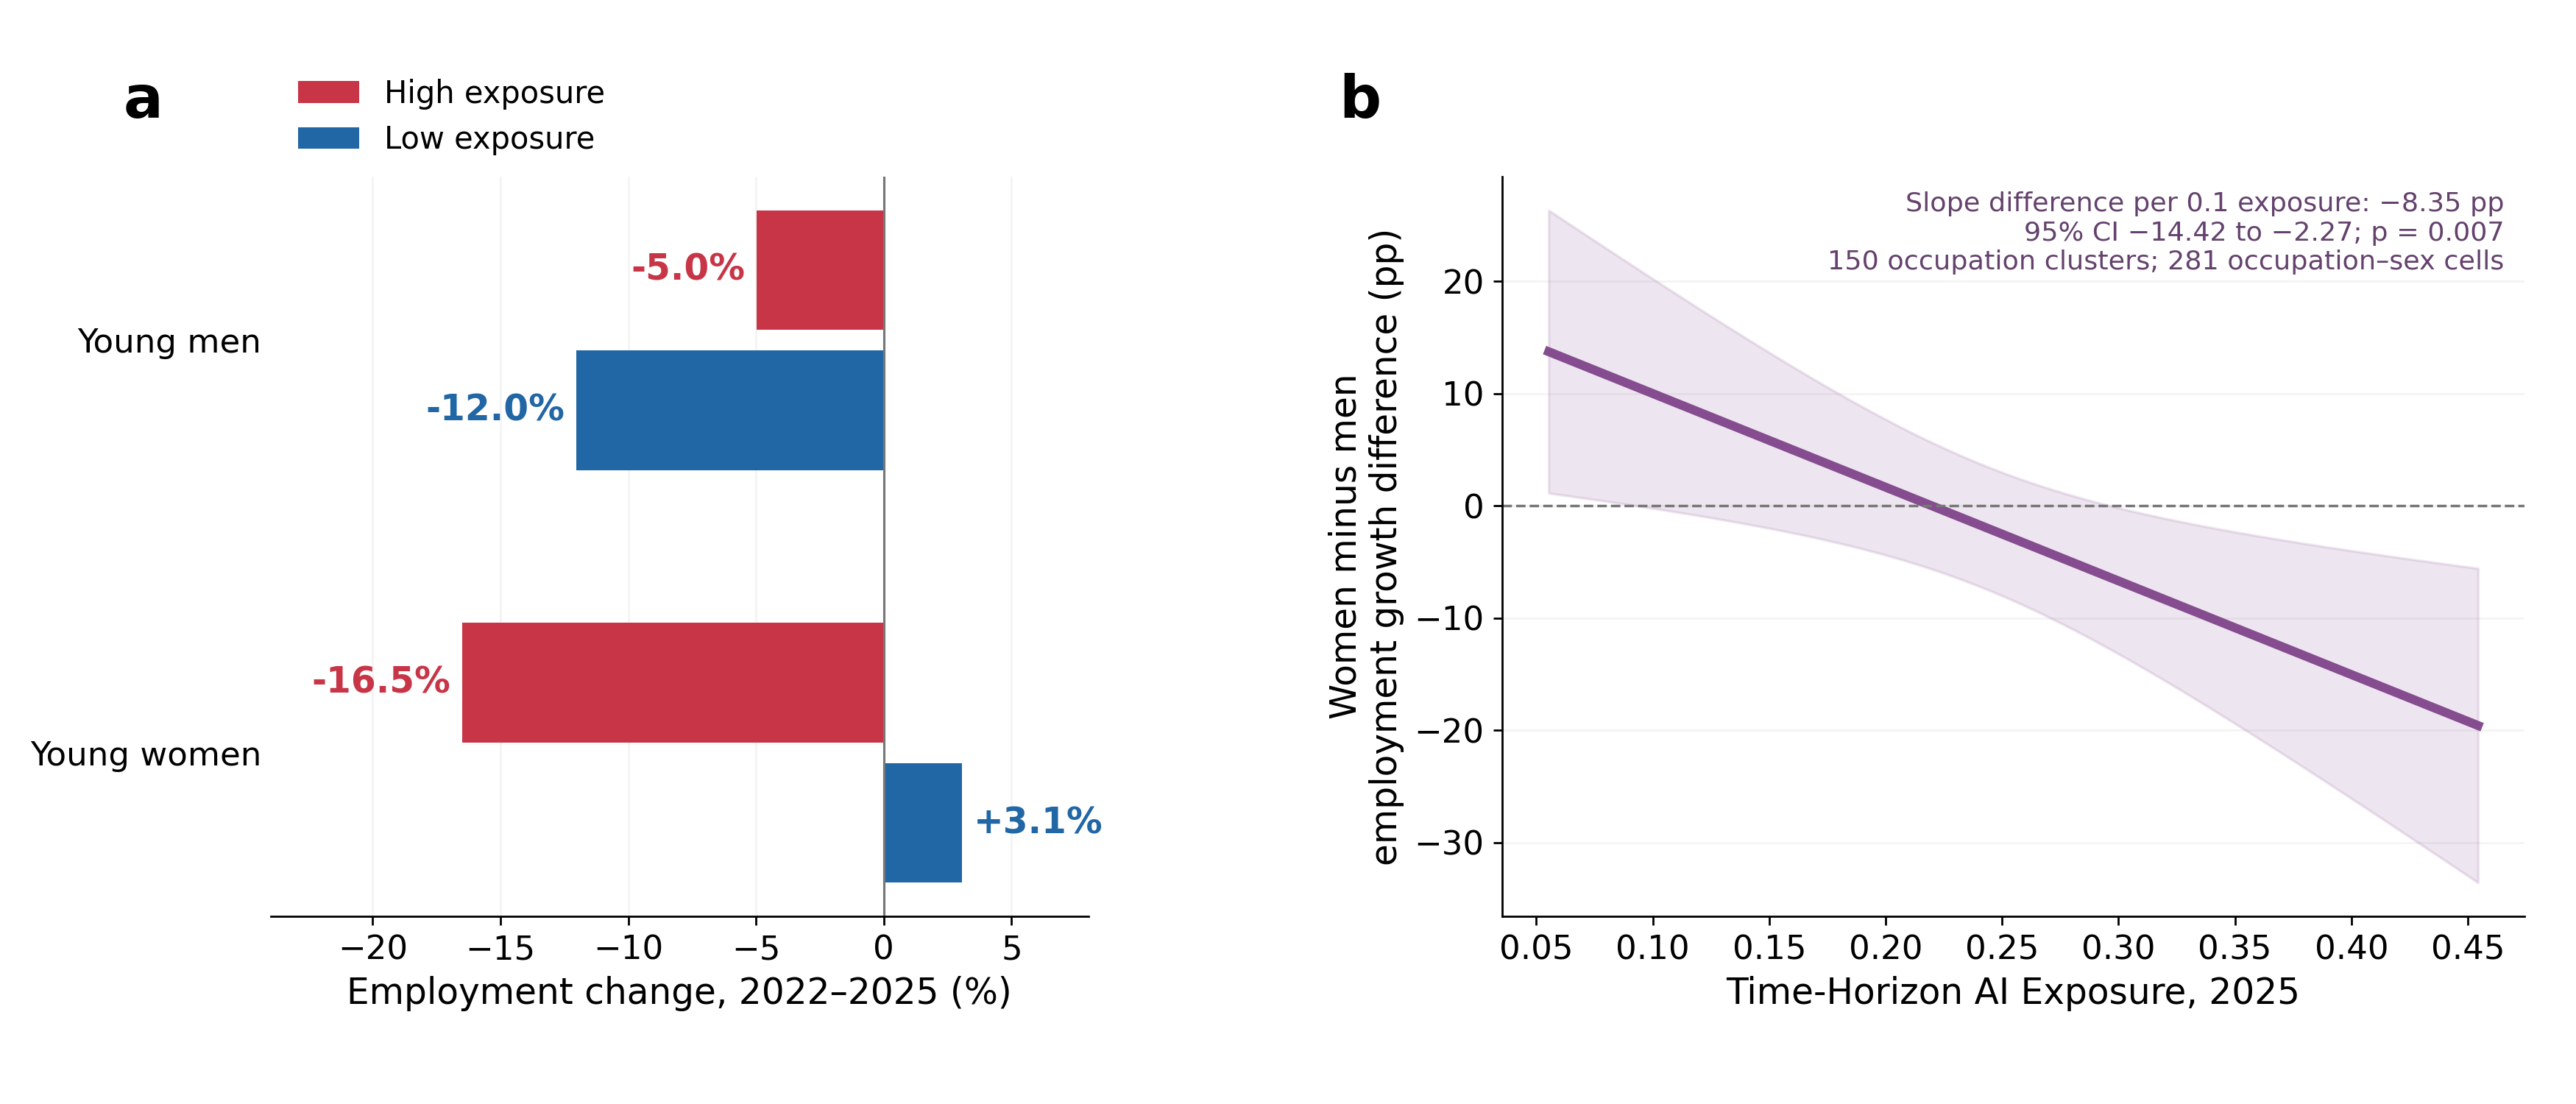 a
High exposure
Low exposure
-5.0%
Young men
-12.0%
-16.5%
Young women
+3.1%
−20 −15 −10 −5 0 5
Employment change, 2022–2025 (%)
b
Slope difference per 0.1 exposure: −8.35 pp
95% CI −14.42 to −2.27; p = 0.007
150 occupation clusters; 281 occupation–sex cells
Women minus men
employment growth difference (pp)
20
10
0
−10
−20
−30
0.05 0.10 0.15 0.20 0.25 0.30 0.35 0.40 0.45
Time-Horizon AI Exposure, 2025